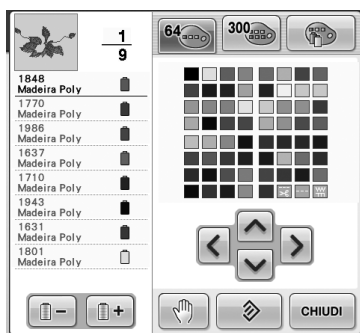 1
9
64
300
1848
Madeira Poly
1770
Madeira Poly
1986
Madeira Poly
1637
Madeira Poly
1710
Madeira Poly
1943
Madeira Poly
1631
Madeira Poly
1801
Madeira Poly
− +
CHIUDI